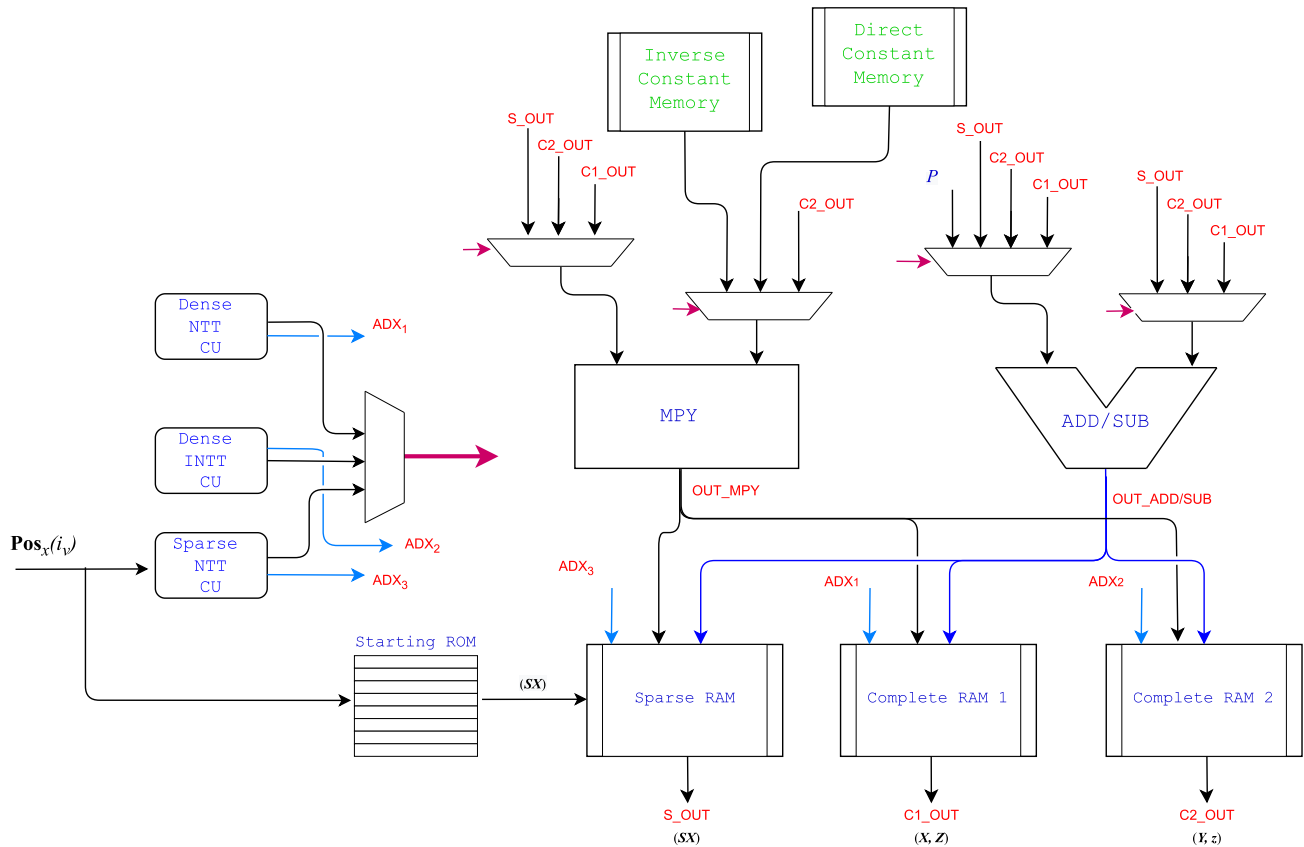 Direct
Constant
Memory
Inverse
Constant
Memory
S_OUT
C2_OUT
C1_OUT
C2_OUT
P
S_OUT
C2_OUT
C1_OUT
S_OUT
C2_OUT
C1_OUT
Dense
NTT
CU
ADX1
Dense
INTT
CU
ADX2
Pos_x(i_v)
Sparse
NTT
CU
ADX3
MPY
ADD/SUB
OUT_MPY
OUT_ADD/SUB
ADX3
ADX1
ADX2
Starting ROM
(SX)
Sparse RAM
Complete RAM 1
Complete RAM 2
S_OUT
(SX)
C1_OUT
(X, Z)
C2_OUT
(Y, z)